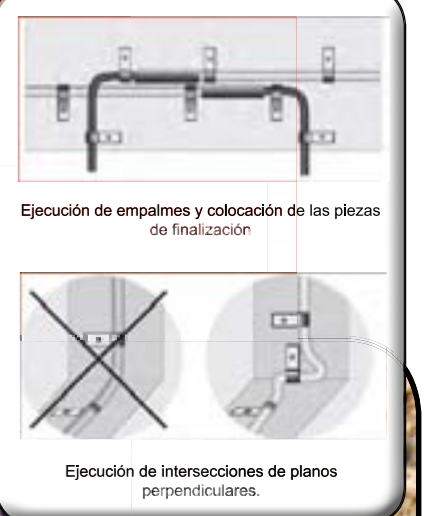 Ejecución de empalmes y colocación de las piezas
de finalización
Ejecución de intersecciones de planos
perpendiculares.